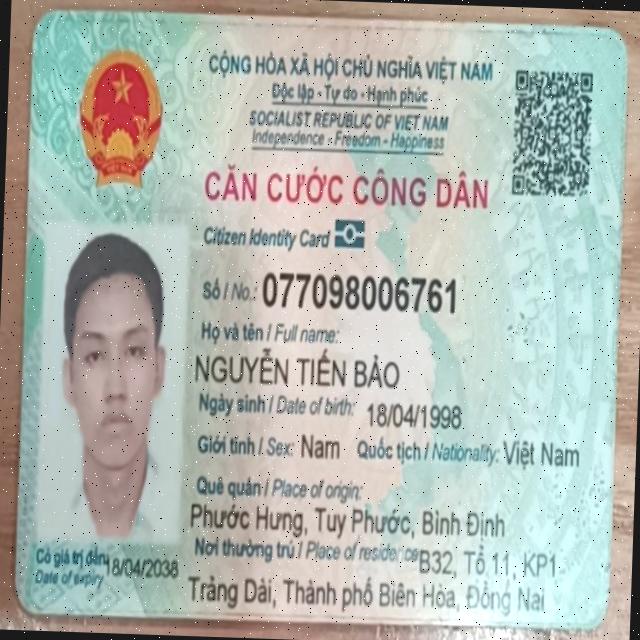 CỘNG HÒA XÃ HỘI CHỦ NGHĨA VIỆT NAM
Độc lập - Tự do - Hạnh phúc
SOCIALIST REPUBLIC OF VIET NAM
Independence - Freedom - Happiness
CĂN CƯỚC CÔNG DÂN
Citizen Identity Card
Số / No.: 077098006761
Họ và tên / Full name:
NGUYỄN TIẾN BẢO
Ngày sinh / Date of birth: 18/04/1998
Giới tính / Sex: Nam Quốc tịch / Nationality: Việt Nam
Quê quán / Place of origin:
Phước Hưng, Tuy Phước, Bình Định
Nơi thường trú / Place of residence: B32, Tổ 11, KP1
Trảng Dài, Thành phố Biên Hòa, Đồng Nai
Có giá trị đến: 18/04/2038
Date of expiry